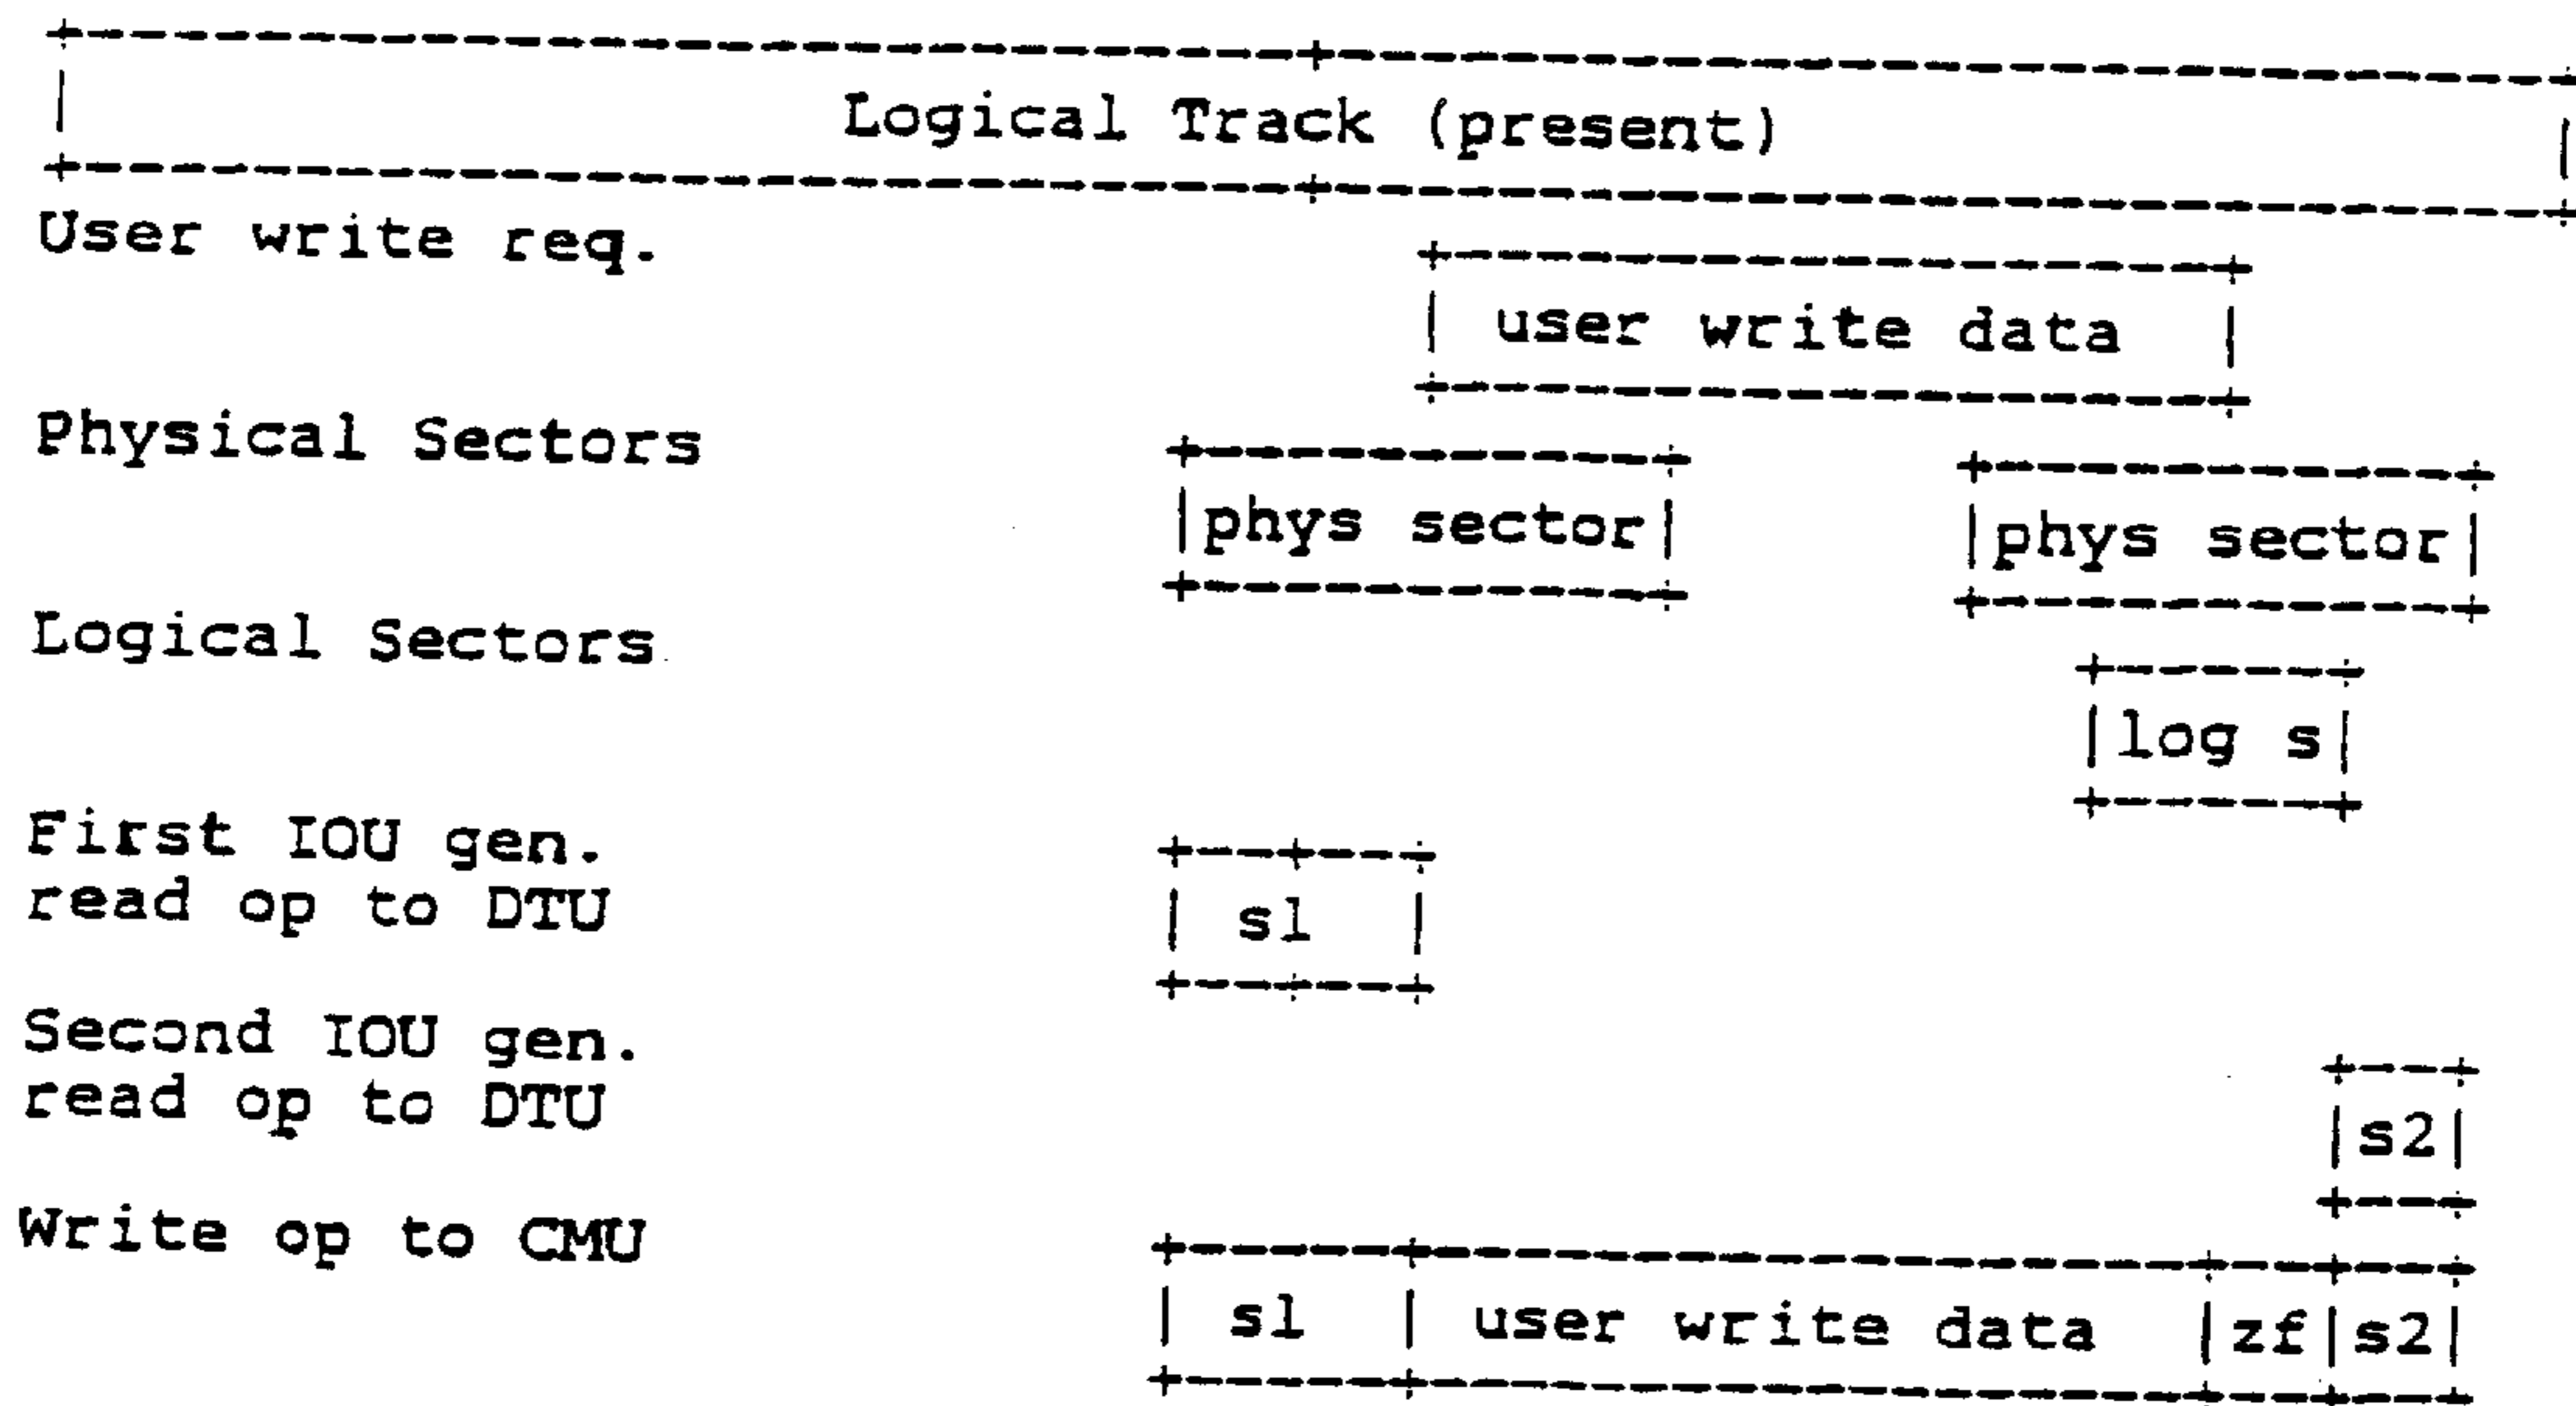 Logical Track (present)
User write req.
| user write data |
Physical Sectors
|phys sector| |phys sector|
Logical Sectors
|log s|
First IOU gen.
read op to DTU
| s1 |
Second IOU gen.
read op to DTU
|s2|
Write op to CMU
| s1 | user write data |zf|s2|